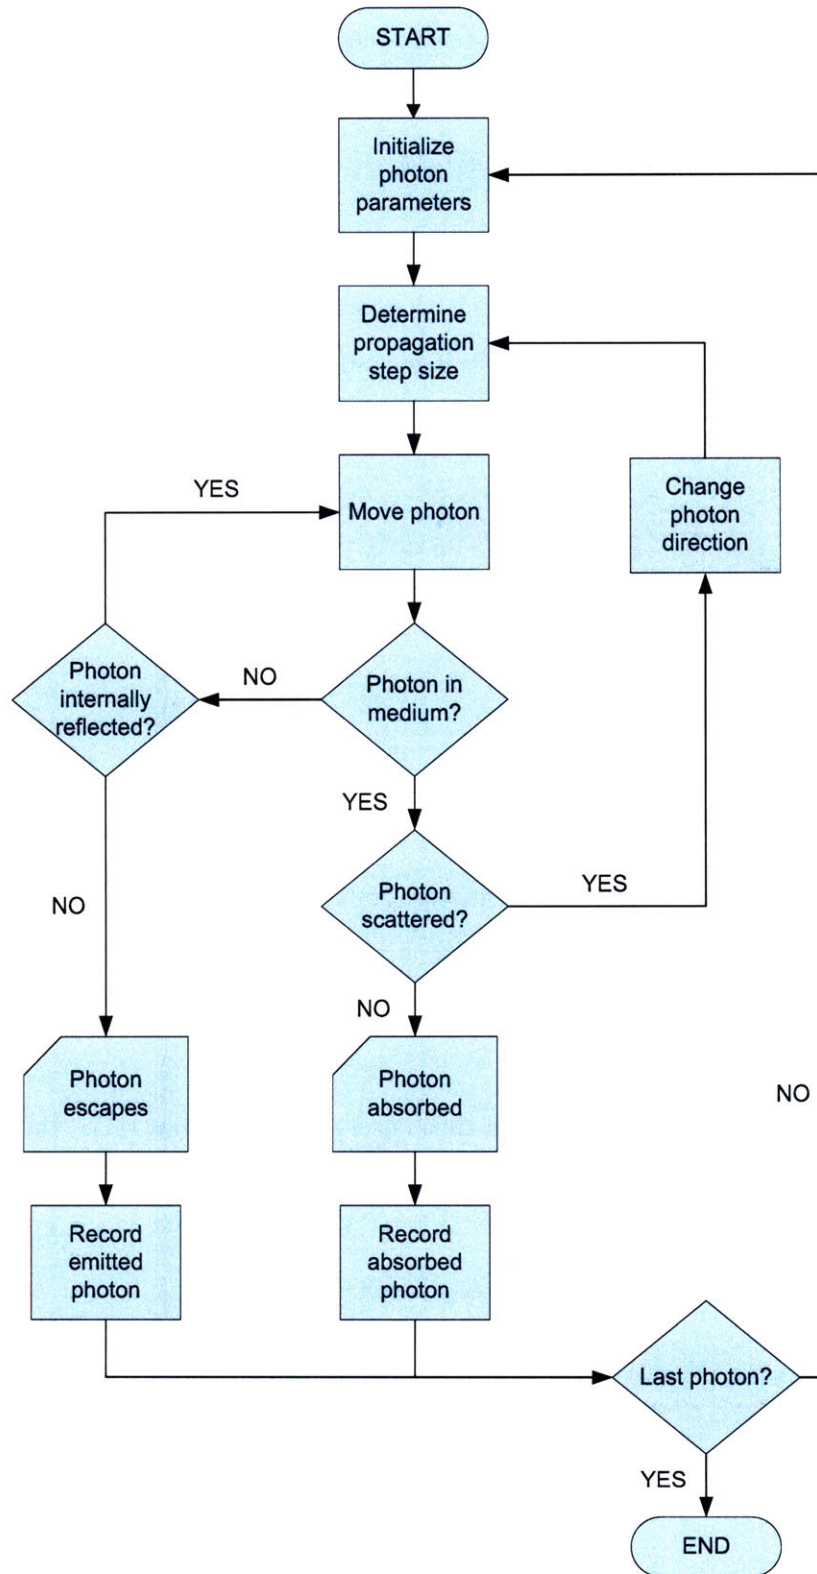 START
Initialize
photon
parameters
Determine
propagation
step size
YES
Move photon
Change
photon
direction
Photon
internally
reflected?
NO
Photon in
medium?
YES
NO
Photon
scattered?
YES
NO
Photon
escapes
Photon
absorbed
NO
Record
emitted
photon
Record
absorbed
photon
Last photon?
YES
END